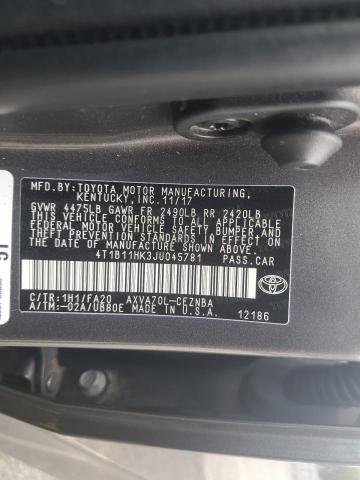 MFD.BY:TOYOTA MOTOR MANUFACTURING,
KENTUCKY,INC.11/17
GVWR 4475LB GAWR FR 2490LB RR 2420LB
THIS VEHICLE CONFORMS TO ALL APPLICABLE
FEDERAL MOTOR VEHICLE SAFETY, BUMPER, AND
THEFT PREVENTION STANDARDS IN EFFECT ON
THE DATE OF MANUFACTURE SHOWN ABOVE.
4T1B11HK3JU045781 PASS.CAR
C/TR:1H1/FA20 AXVA70L-CEZNBA
A/TM:-02A/UB80E MADE IN U.S.A. 12186